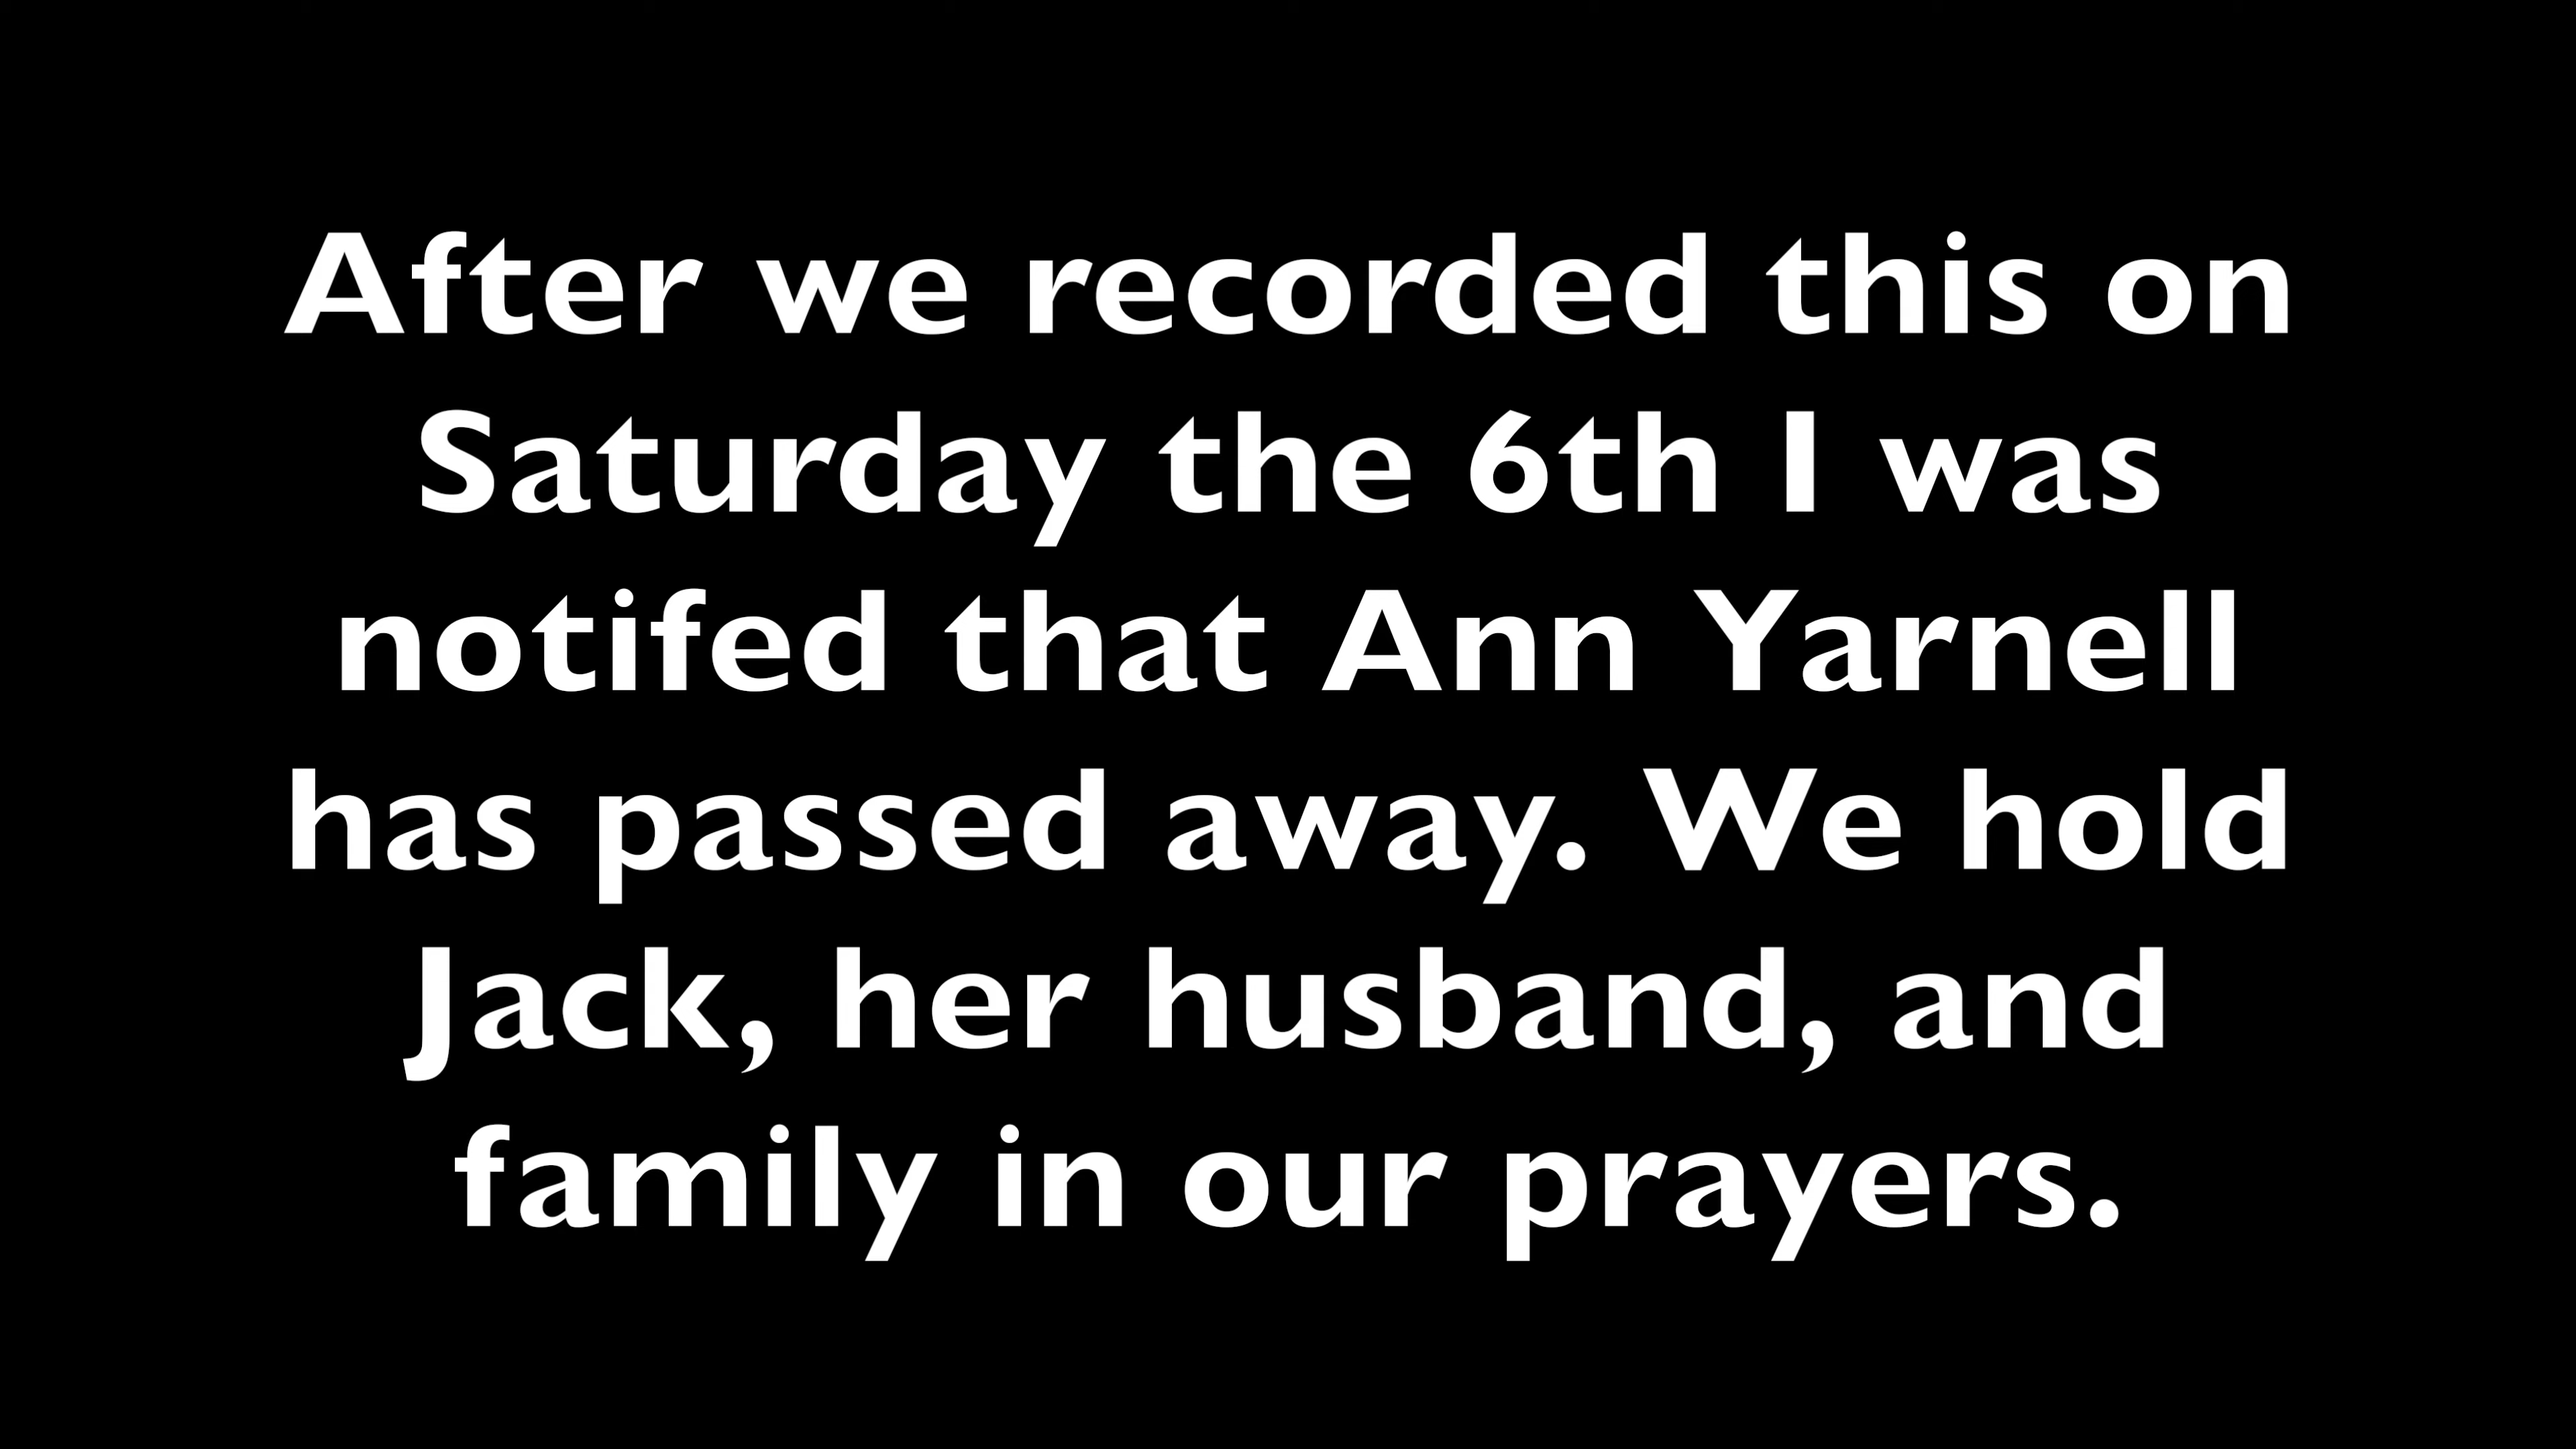 After we recorded this on
Saturday the 6th I was
notifed that Ann Yarnell
has passed away. We hold
Jack, her husband, and
family in our prayers.